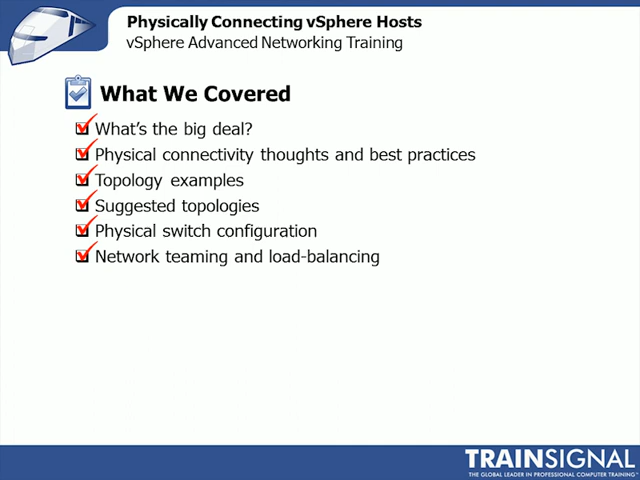 Physically Connecting vSphere Hosts
vSphere Advanced Networking Training
What We Covered
What's the big deal?
Physical connectivity thoughts and best practices
Topology examples
Suggested topologies
Physical switch configuration
Network teaming and load-balancing
TRAINSIGNAL
THE GLOBAL LEADER IN PROFESSIONAL COMPUTER TRAINING™